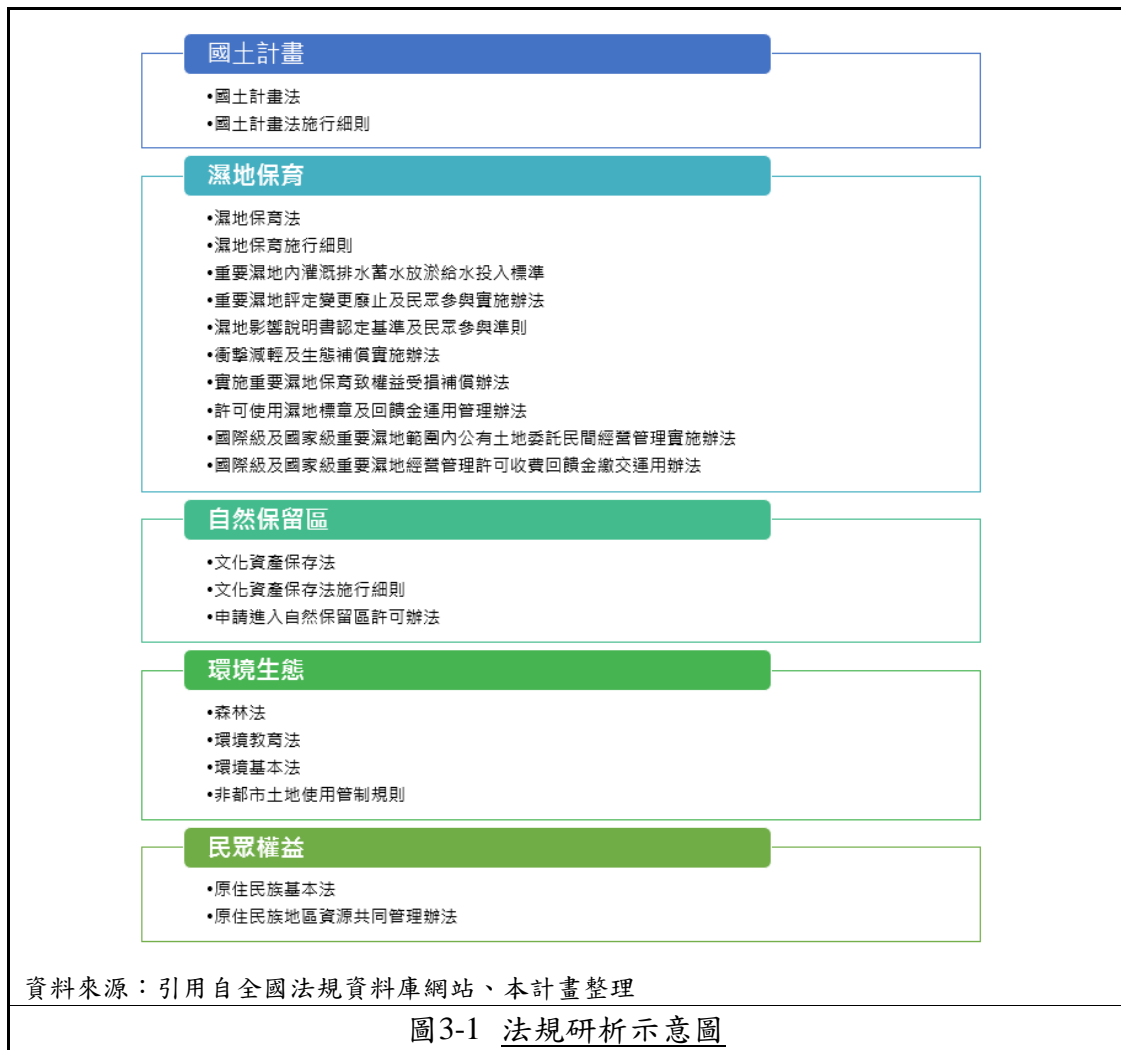 國土計畫
•國土計畫法
•國土計畫法施行細則
濕地保育
•濕地保育法
•濕地保育施行細則
•重要濕地內灌溉排水蓄水放淤給水投入標準
•重要濕地評定變更廢止及民眾參與實施辦法
•濕地影響說明書認定基準及民眾參與準則
•衝擊減輕及生態補償實施辦法
•實施重要濕地保育致權益受損補償辦法
•許可使用濕地標章及回饋金運用管理辦法
•國際級及國家級重要濕地範圍內公有土地委託民間經營管理實施辦法
•國際級及國家級重要濕地經營管理許可收費回饋金繳交運用辦法
自然保留區
•文化資產保存法
•文化資產保存法施行細則
•申請進入自然保留區許可辦法
環境生態
•森林法
•環境教育法
•環境基本法
•非都市土地使用管制規則
民眾權益
•原住民族基本法
•原住民族地區資源共同管理辦法
資料來源：引用自全國法規資料庫網站、本計畫整理
圖3-1 法規研析示意圖